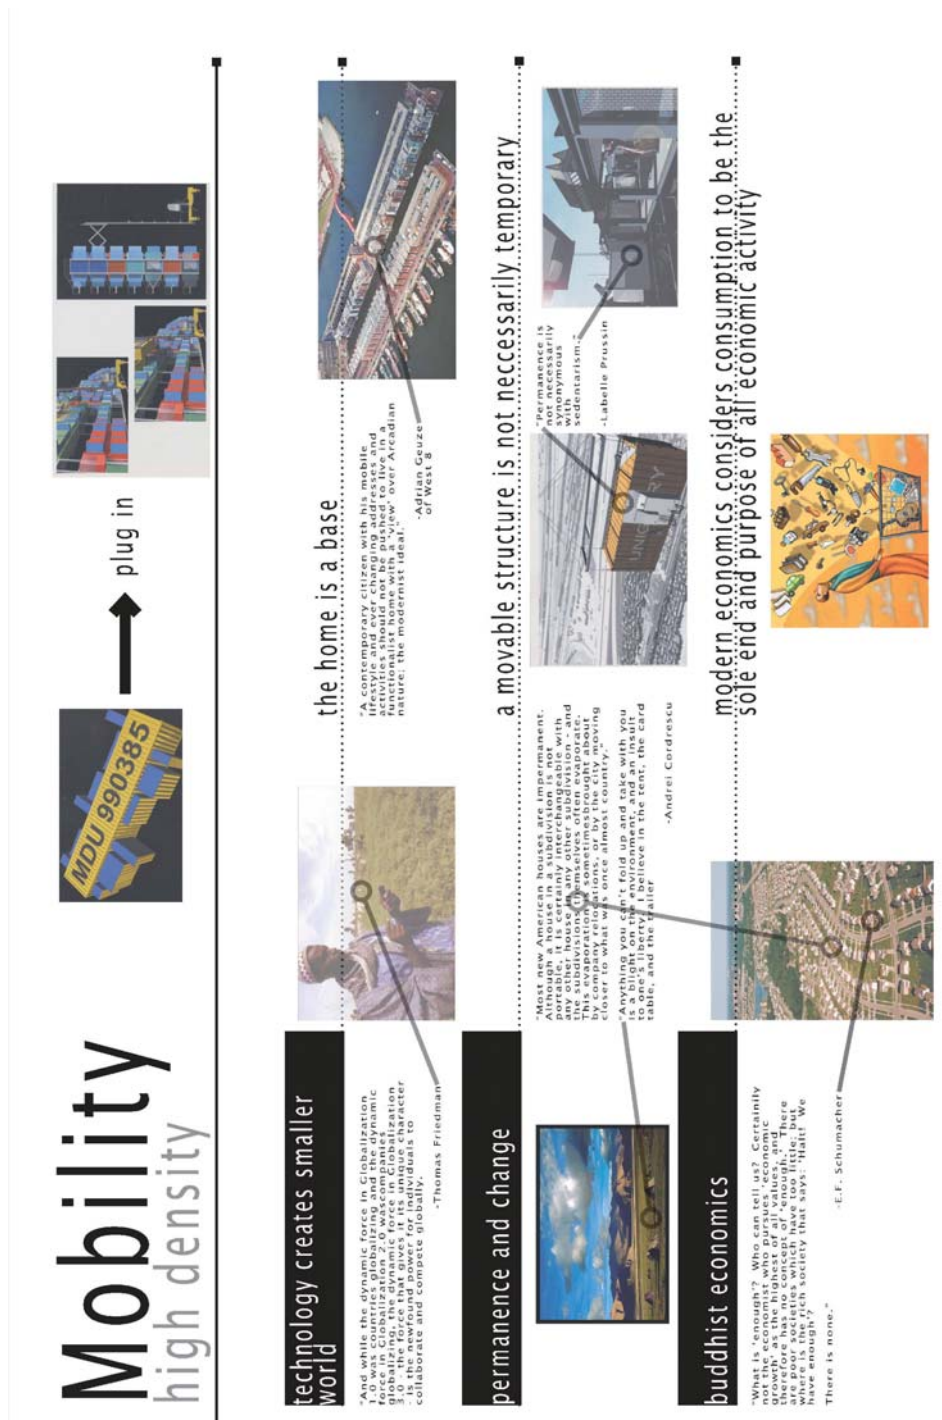 Mobility
high density
MDU 990385
plug in
technology creates smaller
world
"And while the dynamic force in Globalization
1.0 was countries globalizing and the dynamic
force in Globalization 2.0 wascompanies
globalizing, the dynamic force in Globalization
3.0 - the force that gives it its unique character
- is the newfound power for individuals to
collaborate and compete globally.
-Thomas Friedman
the home is a base
"A contemporary citizen with his mobile
lifestyle and ever changing addresses and
activities should not be pushed to live in a
functionalist home with a 'view' over Arcadian
nature; the modernist ideal."
-Adrian Geuze
of West 8
permanence and change
"Most new American houses are impermanent.
Although a house in a subdivision is not
portable, it is certainly interchangeable with
any other house in any other subdivision - and
the subdivisions themselves often evaporate.
This evaporation is sometimesbrought about
by company relocations, or by the city moving
closer to what was once almost country."
"Anything you can't fold up and take with you
is a blight on the environment, and an insult
to one's liberty. I believe in the tent, the card
table, and the trailer
-Andrei Cordrescu
a movable structure is not necessarily temporary
UNIC
RY
"Permanence is
not necessarily
synonymous
with
sedentarism."
-Labelle Prussin
buddhist economics
"What is 'enough'? Who can tell us? Certainily
not the economist who pursues 'economic
growth' as the highest of all values, and
therefore has no concept of 'enough.' There
are poor societies which have too little; but
where is the rich society that says: 'Halt! We
have enough'?
There is none."
-E.F. Schumacher
modern economics considers consumption to be the
sole end and purpose of all economic activity